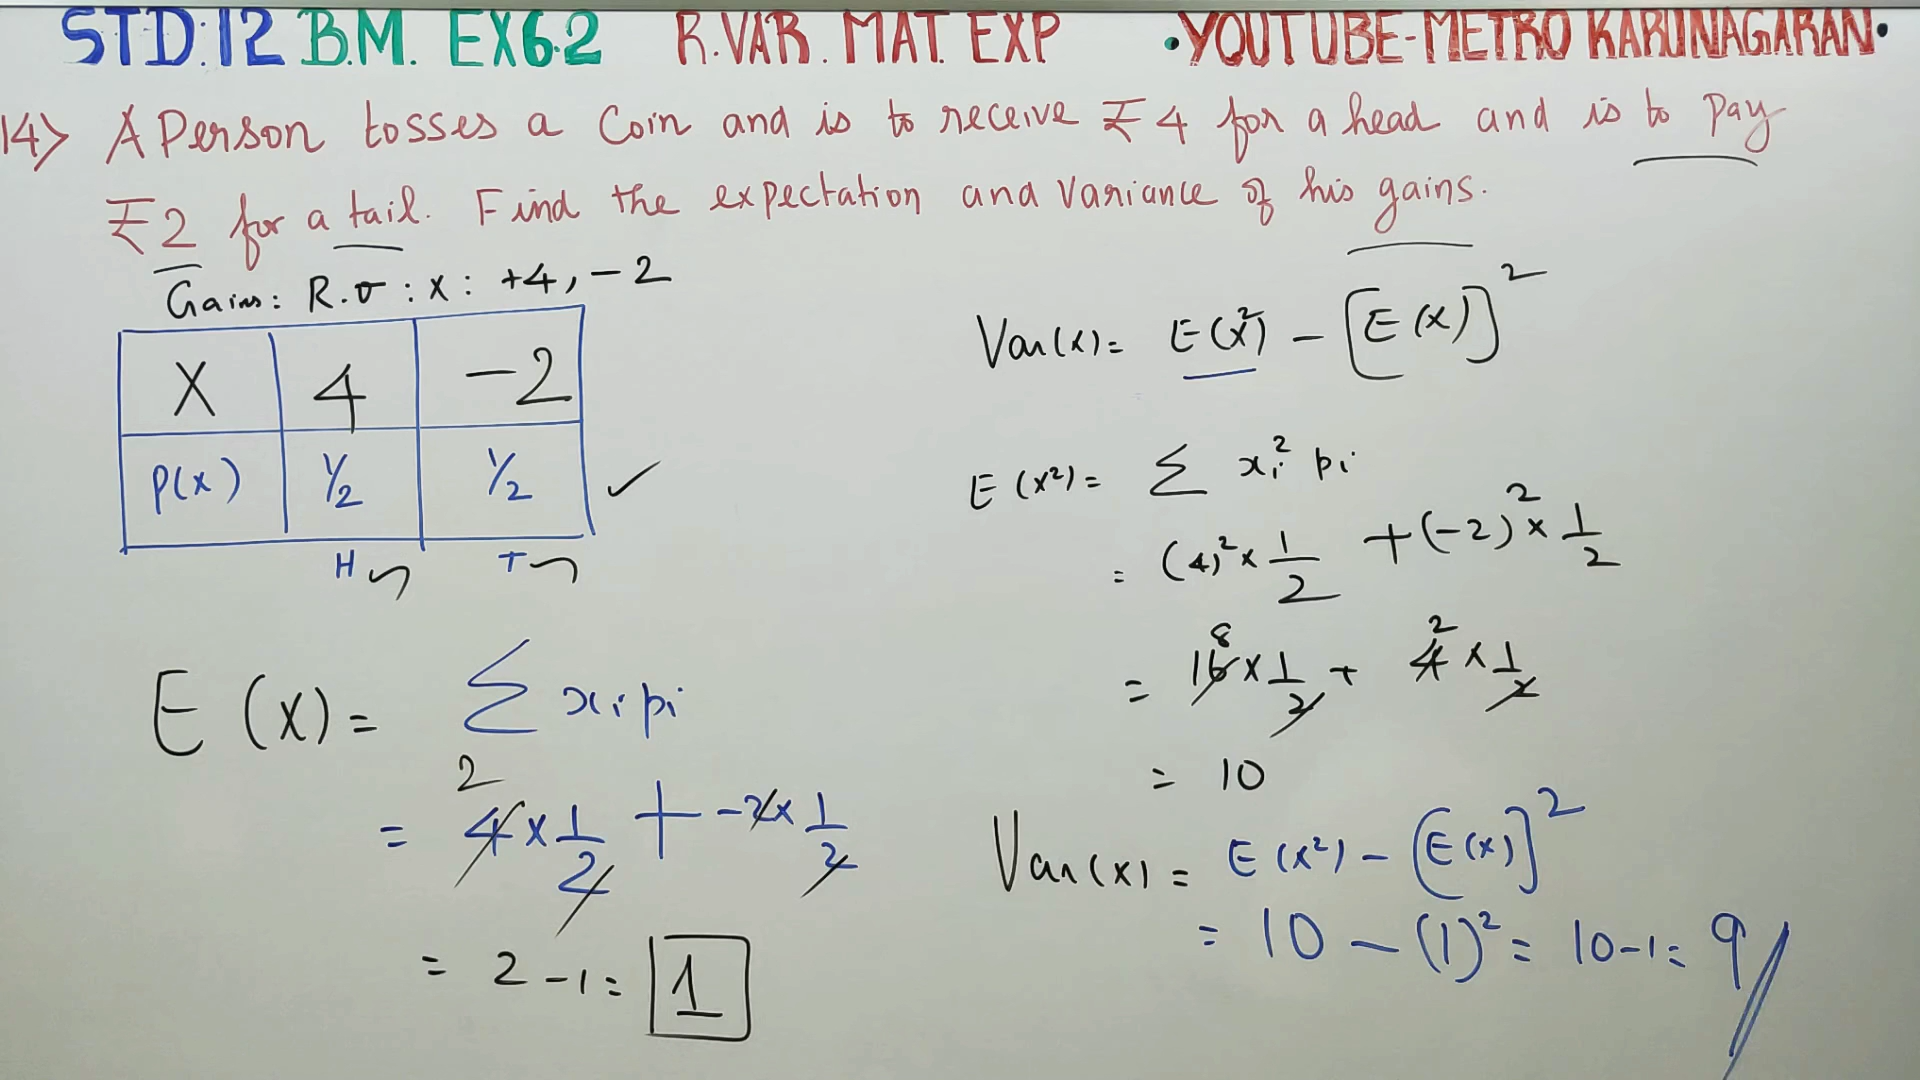 STD:12 B.M. EX6.2 R.VAR. MAT. EXP •YOUTUBE-METRO KARUNAGARAN•
14) A Person tosses a Coin and is to receive ₹4 for a head and is to pay
₹2 for a tail. Find the expectation and Variance of his gains.
Gains: R.v : X : +4, -2
X 4 -2
P(x) 1/2 1/2 ✓
H T
E(X) = Σ xi pi
= 4 2 × 1/2 + -2 × 1/2
= 2 - 1 = 1
Var(X) = E(X²) - [E(X)]²
E(X²) = Σ xi² pi
= (4)² × 1/2 + (-2)² × 1/2
= 16 8 × 1/2 + 4 2 × 1/2
= 10
Var(X) = E(X²) - [E(X)]²
= 10 - (1)² = 10-1 = 9